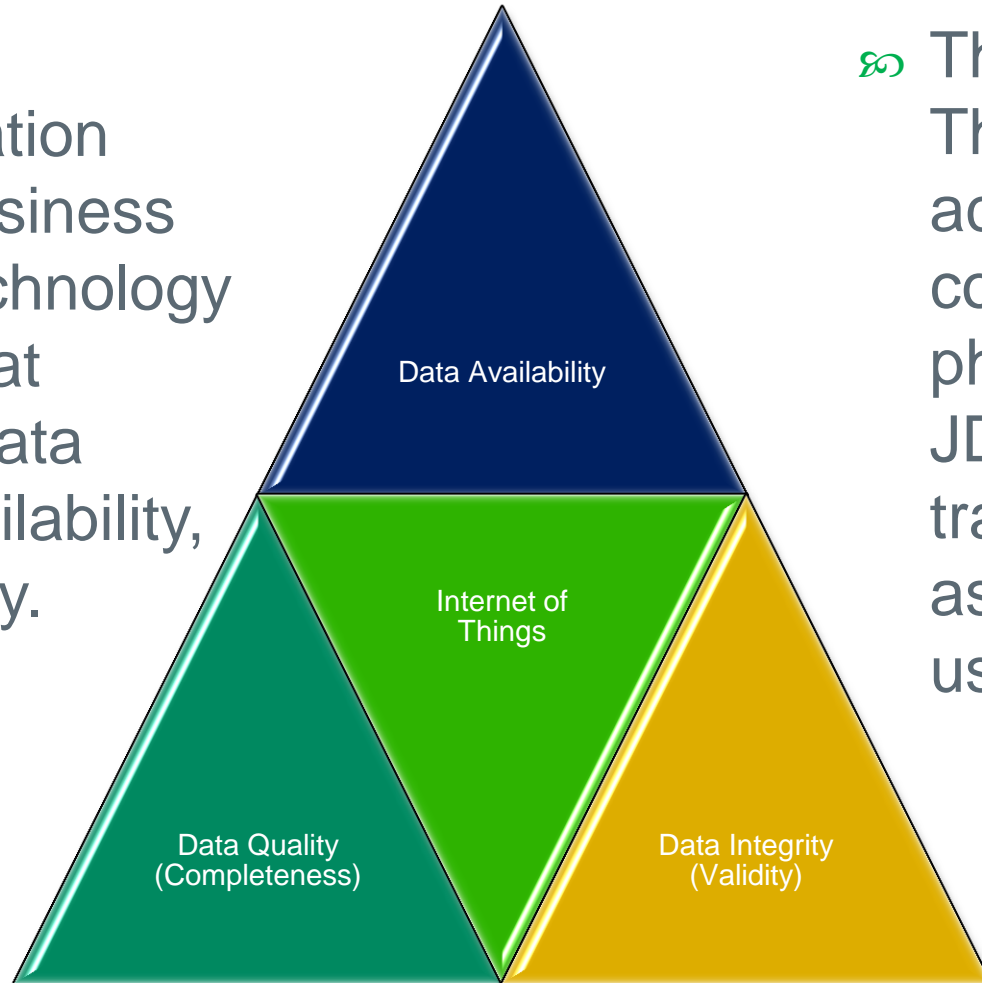 ation
siness
chnology
at
ata
ilability,
y.
Data Availability
Internet of
Things
Data Quality
(Completeness)
Data Integrity
(Validity)
Th
Th
ac
co
ph
JD
tra
as
us